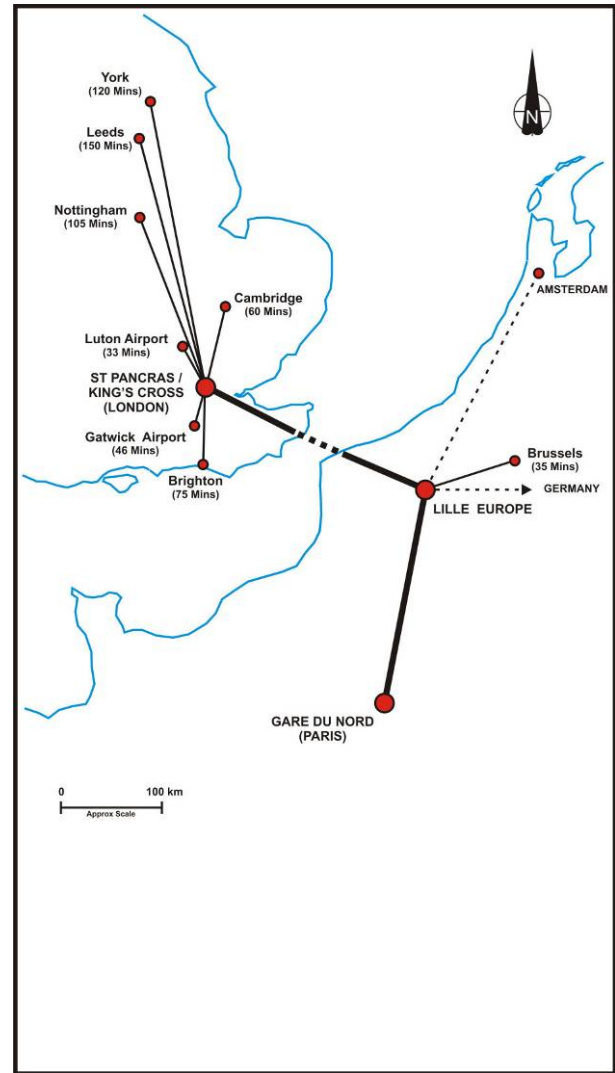 York
(120 Mins)
Leeds
(150 Mins)
Nottingham
(105 Mins)
N
AMSTERDAM
Cambridge
(60 Mins)
Luton Airport
(33 Mins)
ST PANCRAS /
KING'S CROSS
(LONDON)
Gatwick Airport
(46 Mins)
Brighton
(75 Mins)
Brussels
(35 Mins)
GERMANY
LILLE EUROPE
GARE DU NORD
(PARIS)
0 100 km
Approx Scale